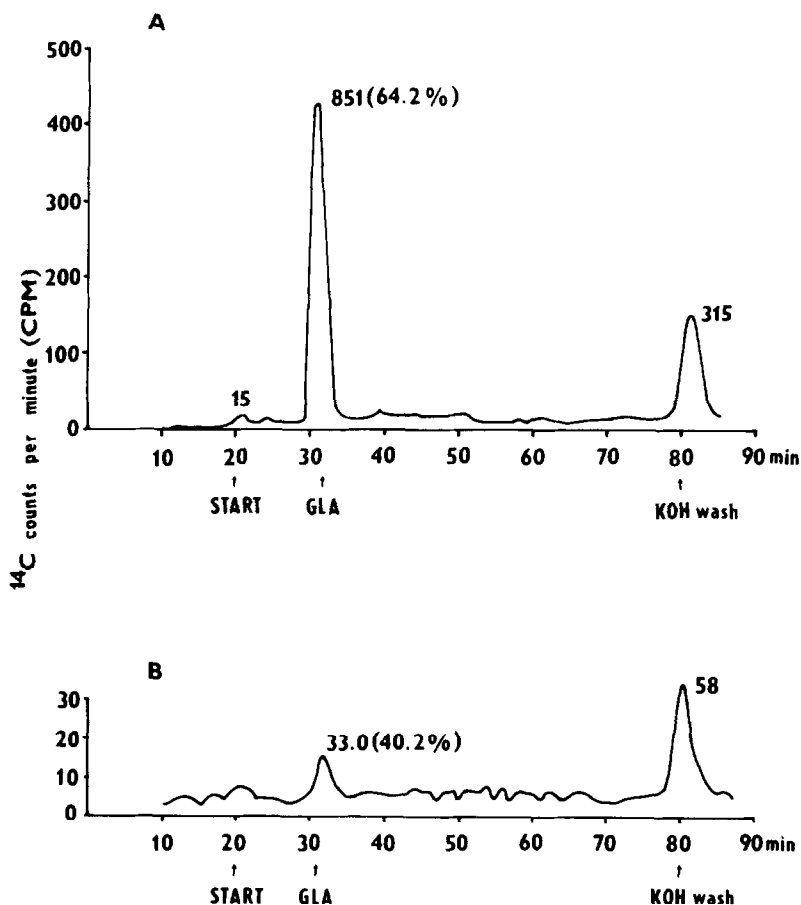 A
500
400
300
200
100
0
¹⁴C counts per minute (CPM)
851(64.2%)
15
315
10 20 30 40 50 60 70 80 90 min
↑ ↑ ↑
START GLA KOH wash
B
30
20
10
0
33.0(40.2%)
58
10 20 30 40 50 60 70 80 90 min
↑ ↑ ↑
START GLA KOH wash